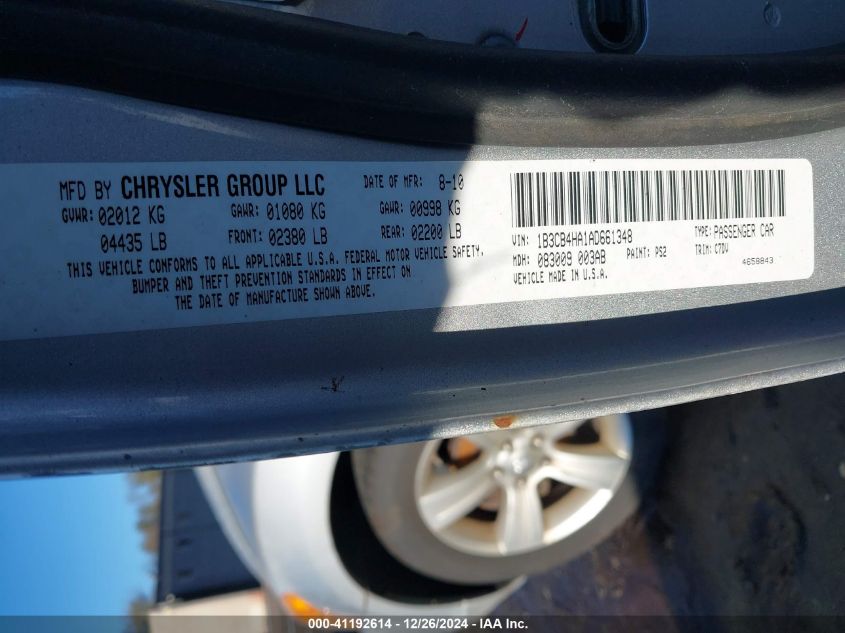 MFD BY CHRYSLER GROUP LLC DATE OF MFR: 8-10
GVWR: 02012 KG GAWR: 01080 KG GAWR: 00998 KG
04435 LB FRONT: 02380 LB REAR: 02200 LB
THIS VEHICLE CONFORMS TO ALL APPLICABLE U.S.A. FEDERAL MOTOR VEHICLE SAFETY,
BUMPER AND THEFT PREVENTION STANDARDS IN EFFECT ON
THE DATE OF MANUFACTURE SHOWN ABOVE.
VIN: 1B3CB4HA1AD661348 TYPE: PASSENGER CAR
MDH: 083009 003AB PAINT: PS2 TRIM: C7DV
VEHICLE MADE IN U.S.A. 4658843
000-41192614 - 12/26/2024 - IAA Inc.